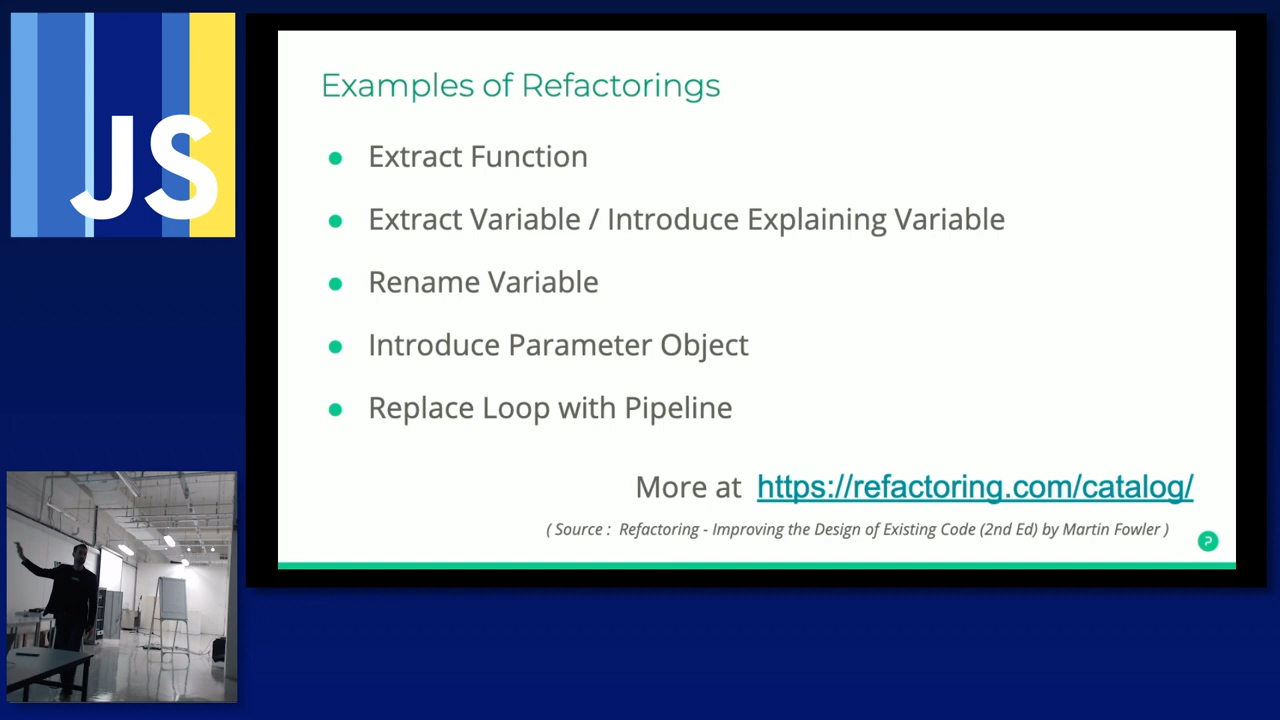 JS
Examples of Refactorings
Extract Function
Extract Variable / Introduce Explaining Variable
Rename Variable
Introduce Parameter Object
Replace Loop with Pipeline
More at https://refactoring.com/catalog/
( Source : Refactoring - Improving the Design of Existing Code (2nd Ed) by Martin Fowler )